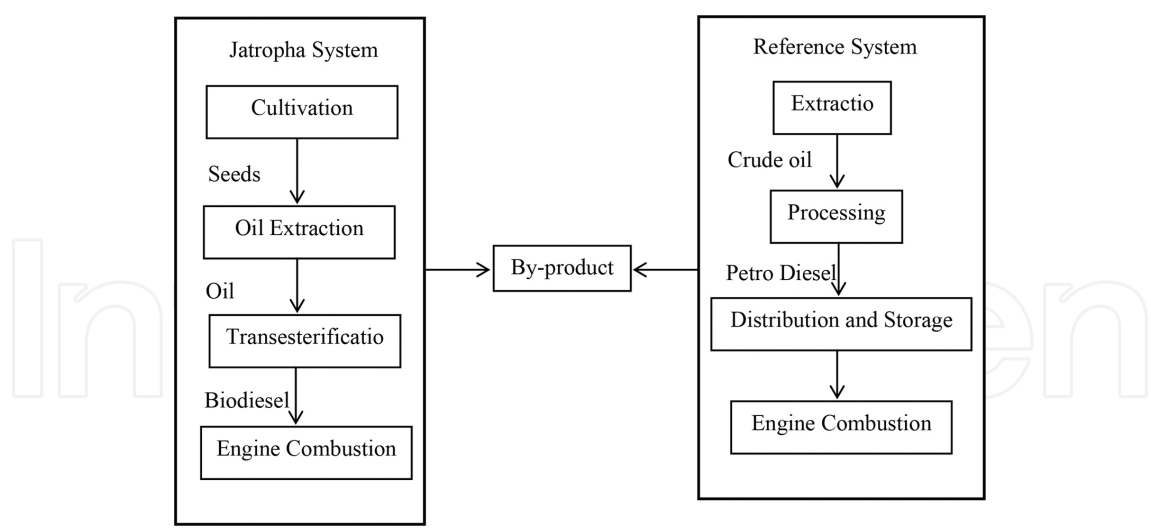 Jatropha System
Cultivation
Seeds
Oil Extraction
Oil
Transesterificatio
Biodiesel
Engine Combustion
By-product
Reference System
Extractio
Crude oil
Processing
Petro Diesel
Distribution and Storage
Engine Combustion